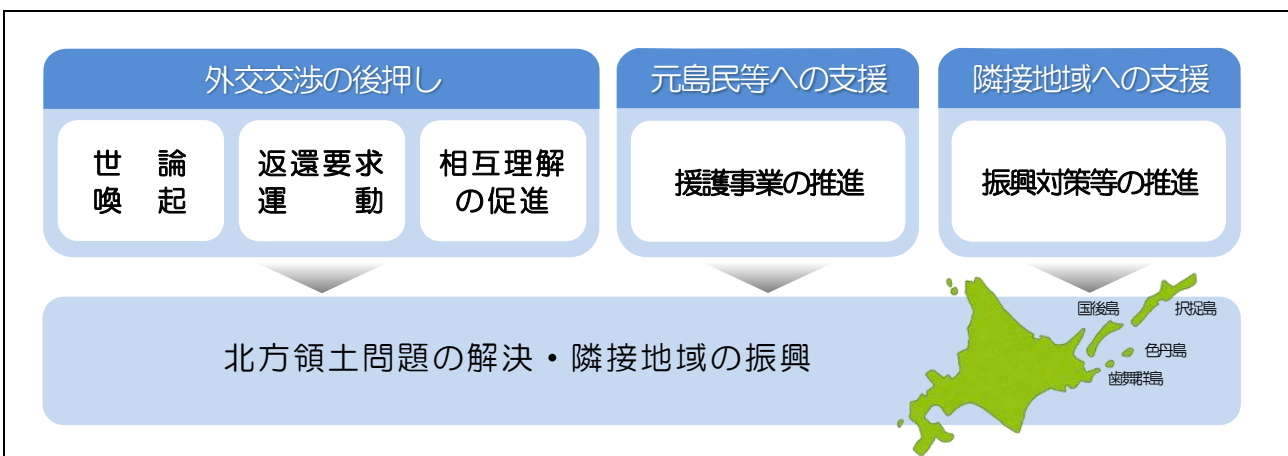 外交交渉の後押し
世論
喚起
返還要求
運動
相互理解
の促進
元島民等への支援
援護事業の推進
隣接地域への支援
振興対策等の推進
北方領土問題の解決・隣接地域の振興
国後島
択捉島
色丹島
歯舞群島